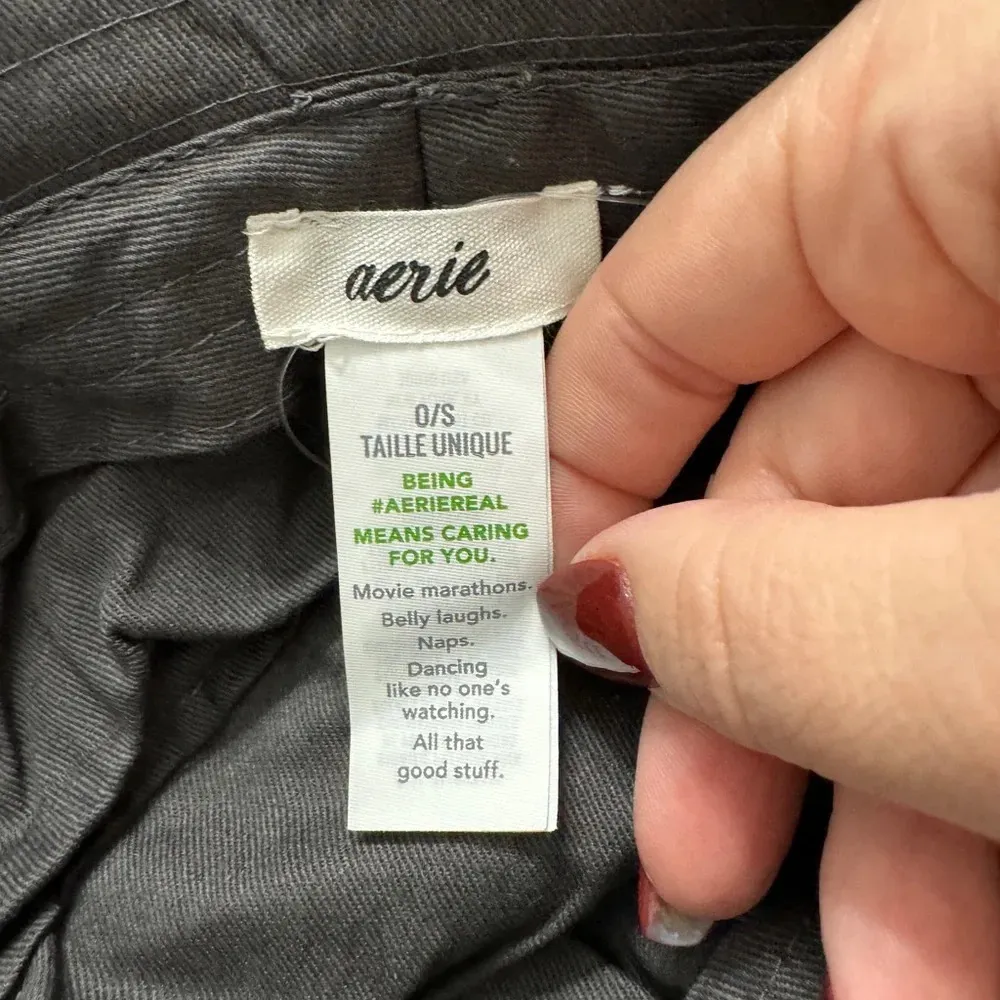 aerie
O/S
TAILLE UNIQUE
BEING
#AERIEREAL
MEANS CARING
FOR YOU.
Movie marathons.
Belly laughs.
Naps.
Dancing
like no one's
watching.
All that
good stuff.